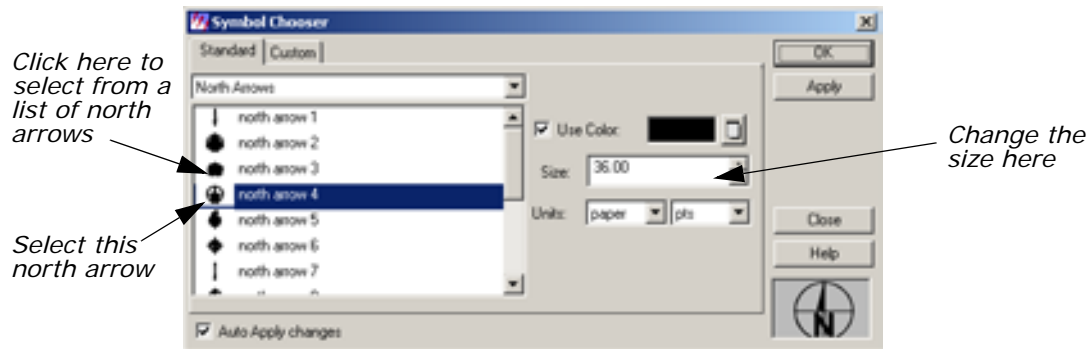 Symbol Chooser
Standard Custom
OK
Click here to
select from a
list of north
arrows
North Arrows
Apply
north arrow 1
north arrow 2
Use Color:
Change the
size here
north arrow 3
Size: 36.00
north arrow 4
north arrow 5
Units: paper pts
Close
Select this
north arrow
north arrow 6
Help
north arrow 7
N
Auto Apply changes